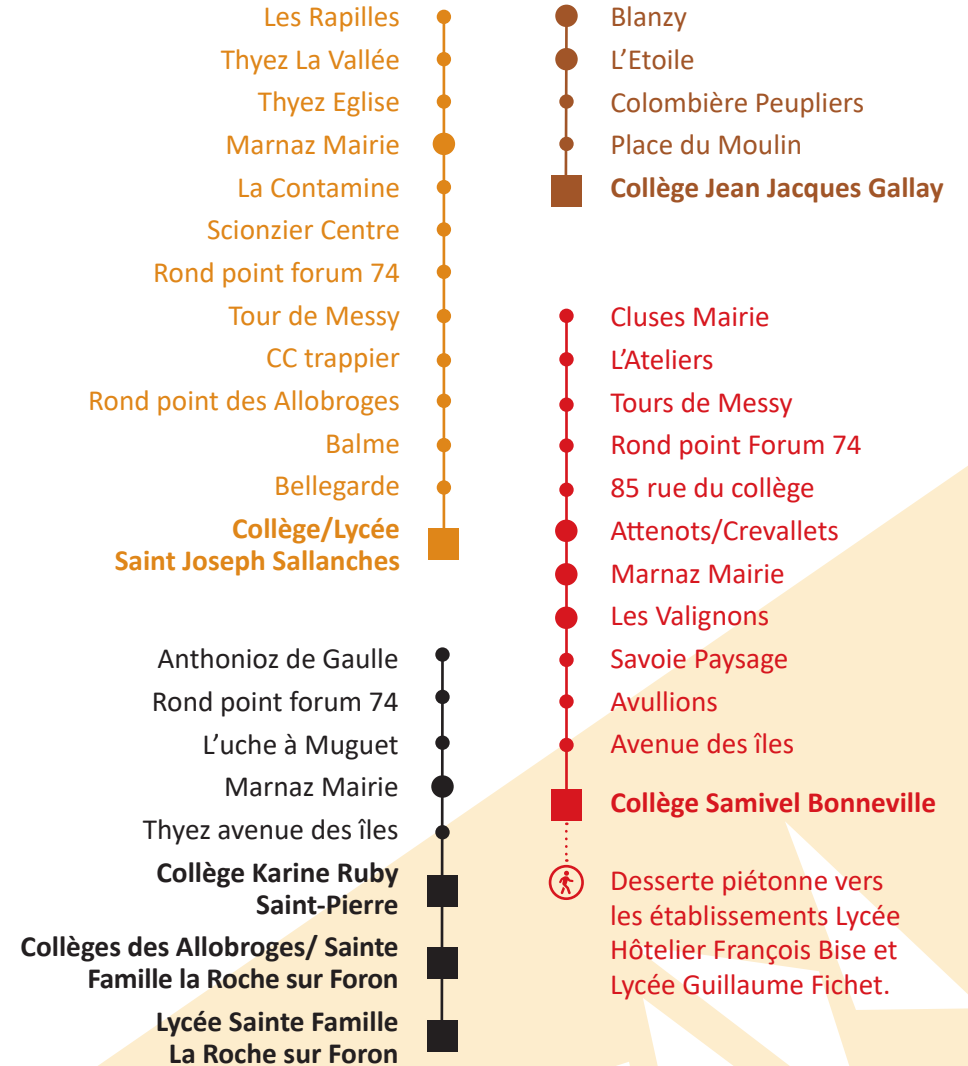 Les Rapilles
Thyez La Vallée
Thyez Eglise
Marnaz Mairie
La Contamine
Scionzier Centre
Rond point forum 74
Tour de Messy
CC trappier
Rond point des Allobroges
Balme
Bellegarde
Collège/Lycée
Saint Joseph Sallanches
Anthonioz de Gaulle
Rond point forum 74
L'uche à Muguet
Marnaz Mairie
Thyez avenue des îles
Collège Karine Ruby
Saint-Pierre
Collèges des Allobroges/ Sainte
Famille la Roche sur Foron
Lycée Sainte Famille
La Roche sur Foron
Blanzy
L'Etoile
Colombière Peupliers
Place du Moulin
Collège Jean Jacques Gallay
Cluses Mairie
L'Ateliers
Tours de Messy
Rond point Forum 74
85 rue du collège
Attenots/Crevallets
Marnaz Mairie
Les Valignons
Savoie Paysage
Avullions
Avenue des îles
Collège Samivel Bonneville
Desserte piétonne vers
les établissements Lycée
Hôtelier François Bise et
Lycée Guillaume Fichet.